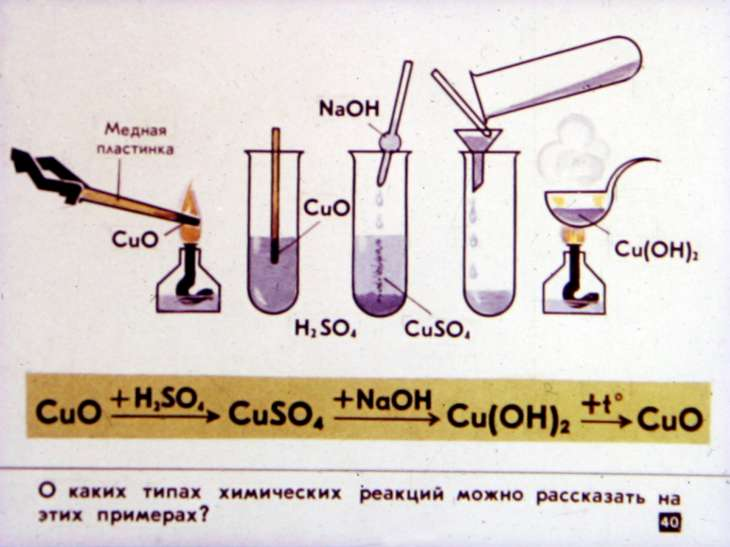 NaOH
Медная
пластинка
CuO
CuO
Cu(OH)₂
H₂SO₄
CuSO₄
CuO +H₂SO₄→ CuSO₄ +NaOH→ Cu(OH)₂ +t°→ CuO
О каких типах химических реакций можно рассказать на
этих примерах?
40